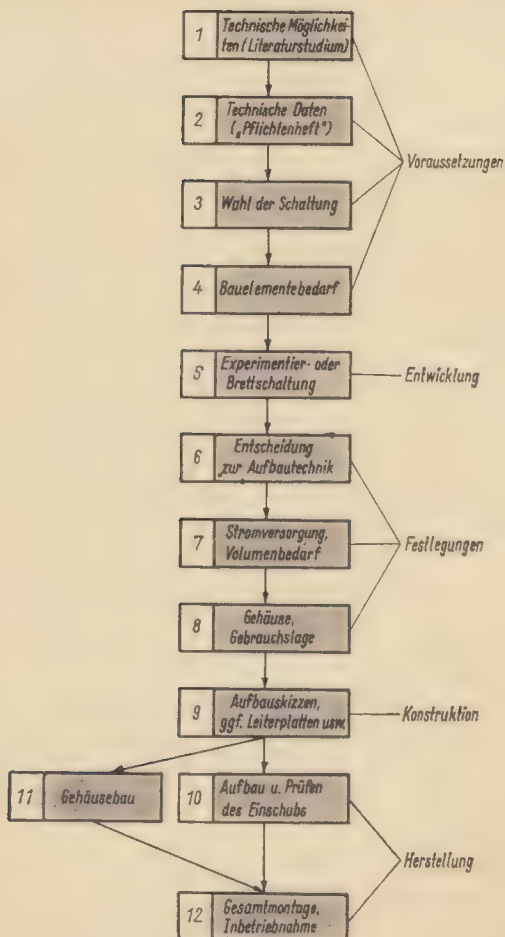 1
Technische Möglichkei-
ten (Literaturstudium)
2
Technische Daten
(„Pflichtenheft“)
Voraussetzungen
3
Wahl der Schaltung
4
Bauelementebedarf
5
Experimentier- oder
Brettschaltung
Entwicklung
6
Entscheidung
zur Aufbautechnik
7
Stromversorgung,
Volumenbedarf
Festlegungen
8
Gehäuse,
Gebrauchslage
9
Aufbauskizzen,
ggf. Leiterplatten usw.
Konstruktion
11
Gehäusebau
10
Aufbau u. Prüfen
des Einschubs
Herstellung
12
Gesamtmontage,
Inbetriebnahme